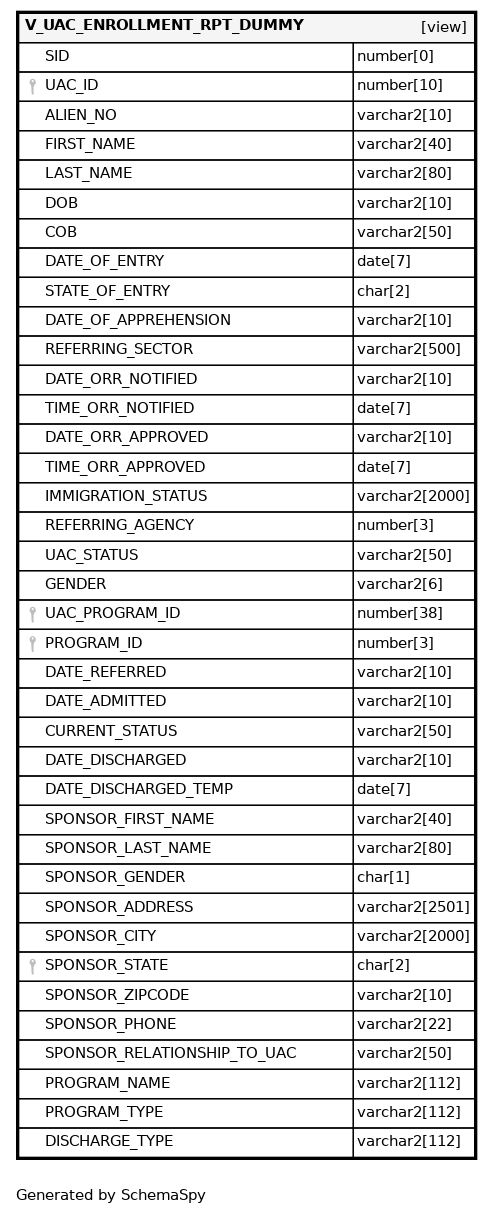 V_UAC_ENROLLMENT_RPT_DUMMY [view]
SID number[0]
UAC_ID number[10]
ALIEN_NO varchar2[10]
FIRST_NAME varchar2[40]
LAST_NAME varchar2[80]
DOB varchar2[10]
COB varchar2[50]
DATE_OF_ENTRY date[7]
STATE_OF_ENTRY char[2]
DATE_OF_APPREHENSION varchar2[10]
REFERRING_SECTOR varchar2[500]
DATE_ORR_NOTIFIED varchar2[10]
TIME_ORR_NOTIFIED date[7]
DATE_ORR_APPROVED varchar2[10]
TIME_ORR_APPROVED date[7]
IMMIGRATION_STATUS varchar2[2000]
REFERRING_AGENCY number[3]
UAC_STATUS varchar2[50]
GENDER varchar2[6]
UAC_PROGRAM_ID number[38]
PROGRAM_ID number[3]
DATE_REFERRED varchar2[10]
DATE_ADMITTED varchar2[10]
CURRENT_STATUS varchar2[50]
DATE_DISCHARGED varchar2[10]
DATE_DISCHARGED_TEMP date[7]
SPONSOR_FIRST_NAME varchar2[40]
SPONSOR_LAST_NAME varchar2[80]
SPONSOR_GENDER char[1]
SPONSOR_ADDRESS varchar2[2501]
SPONSOR_CITY varchar2[2000]
SPONSOR_STATE char[2]
SPONSOR_ZIPCODE varchar2[10]
SPONSOR_PHONE varchar2[22]
SPONSOR_RELATIONSHIP_TO_UAC varchar2[50]
PROGRAM_NAME varchar2[112]
PROGRAM_TYPE varchar2[112]
DISCHARGE_TYPE varchar2[112]
Generated by SchemaSpy